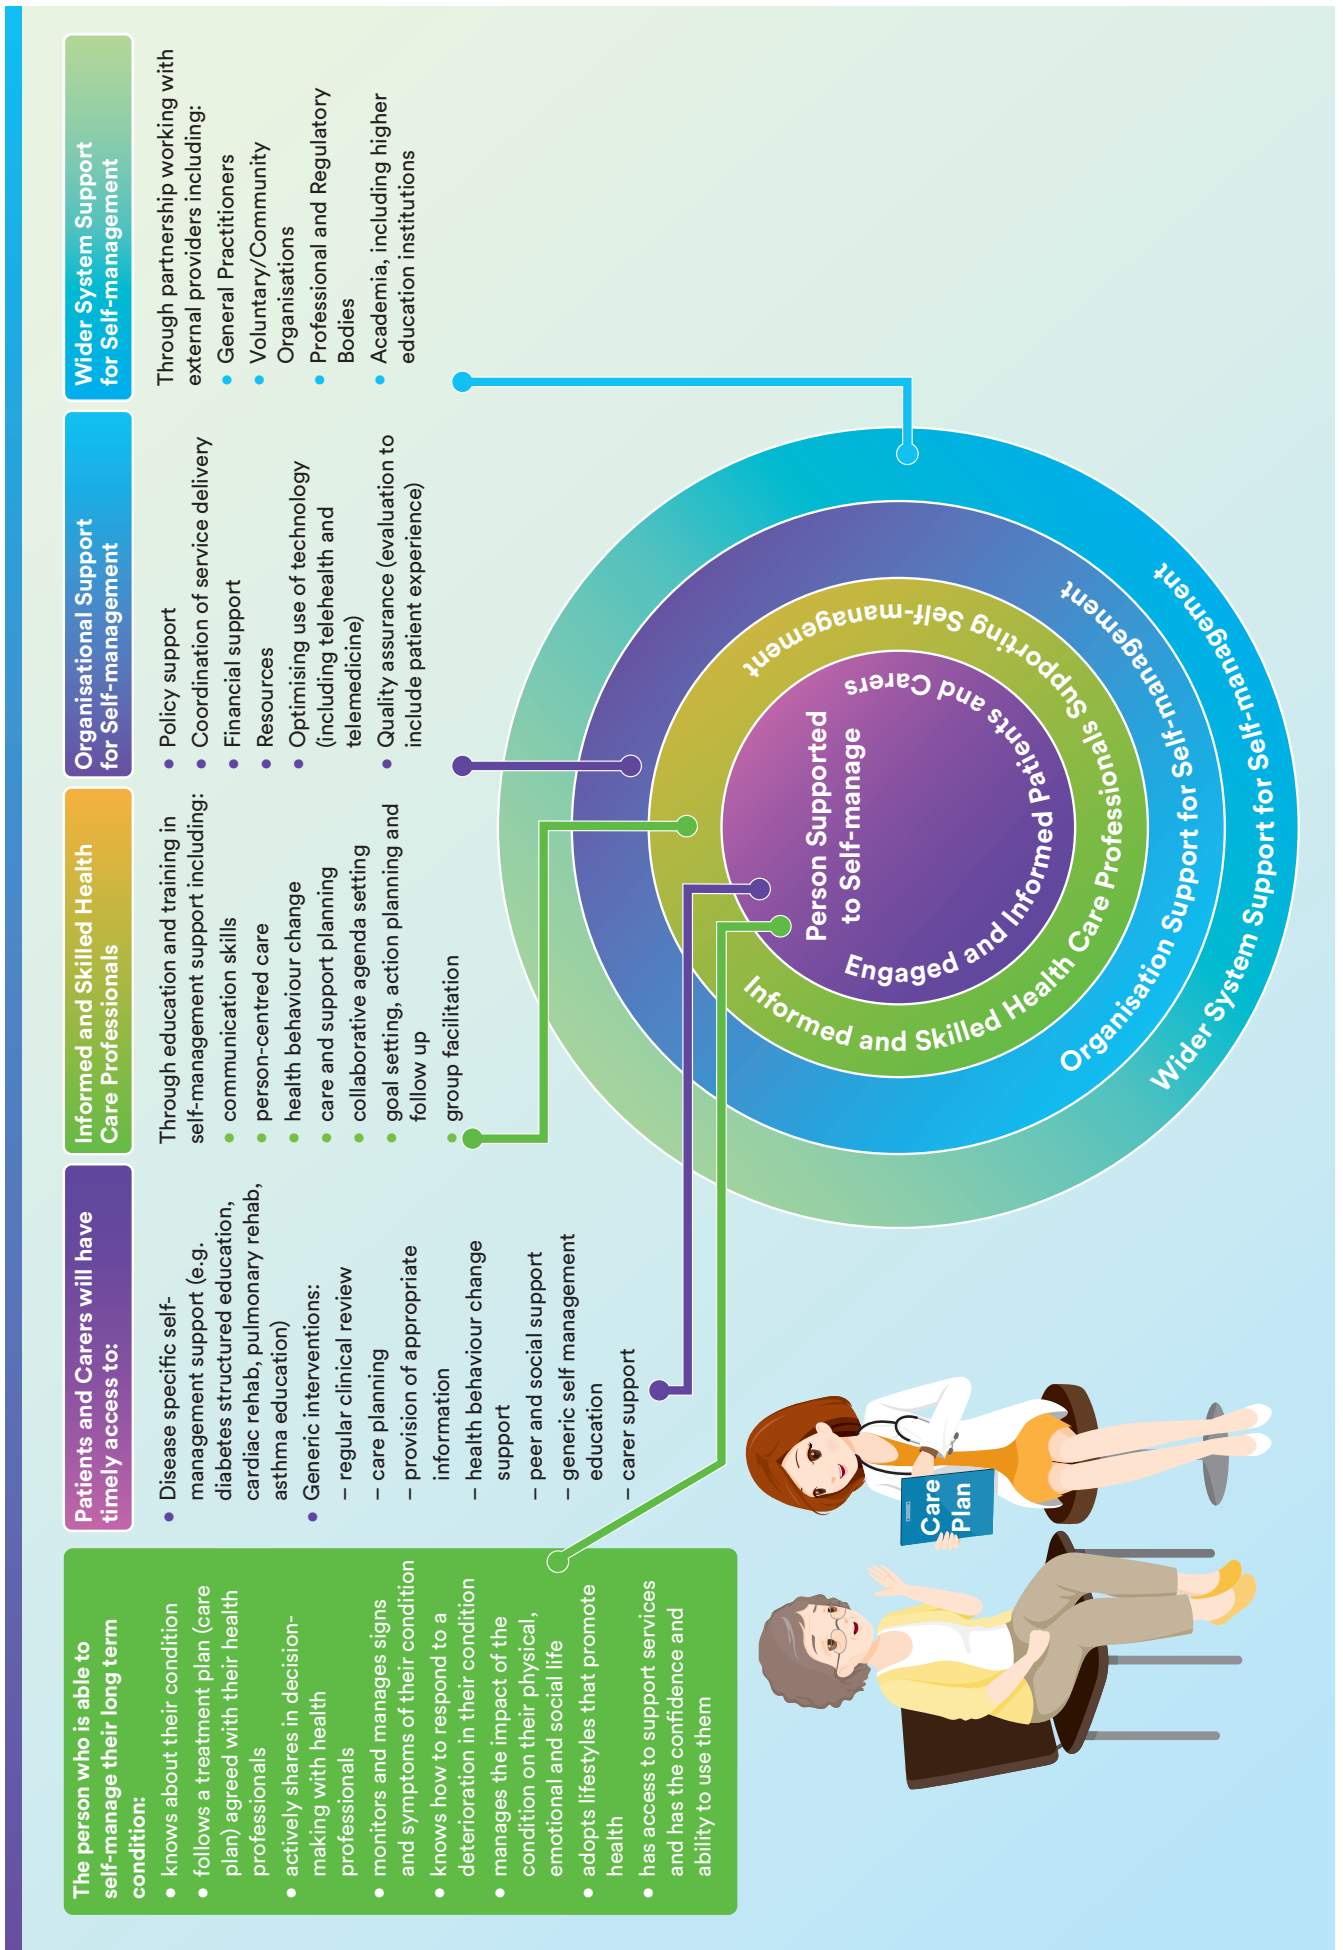 The person who is able to
self-manage their long term
condition:
• knows about their condition
• follows a treatment plan (care
plan) agreed with their health
professionals
• actively shares in decision-
making with health
professionals
• monitors and manages signs
and symptoms of their condition
• knows how to respond to a
deterioration in their condition
• manages the impact of the
condition on their physical,
emotional and social life
• adopts lifestyles that promote
health
• has access to support services
and has the confidence and
ability to use them
Patients and Carers will have
timely access to:
• Disease specific self-
management support (e.g.
diabetes structured education,
cardiac rehab, pulmonary rehab,
asthma education)
• Generic interventions:
– regular clinical review
– care planning
– provision of appropriate
information
– health behaviour change
support
– peer and social support
– generic self management
education
– carer support
Informed and Skilled Health
Care Professionals
Through education and training in
self-management support including:
• communication skills
• person-centred care
• health behaviour change
• care and support planning
• collaborative agenda setting
• goal setting, action planning and
follow up
• group facilitation
Organisational Support
for Self-management
• Policy support
• Coordination of service delivery
• Financial support
• Resources
• Optimising use of technology
(including telehealth and
telemedicine)
• Quality assurance (evaluation to
include patient experience)
Wider System Support
for Self-management
Through partnership working with
external providers including:
• General Practitioners
• Voluntary/Community
Organisations
• Professional and Regulatory
Bodies
• Academia, including higher
education institutions
Person Supported
to Self-manage
Engaged and Informed Patients and Carers
Informed and Skilled Health Care Professionals Supporting Self-management
Organisation Support for Self-management
Wider System Support for Self-management
Care
Plan